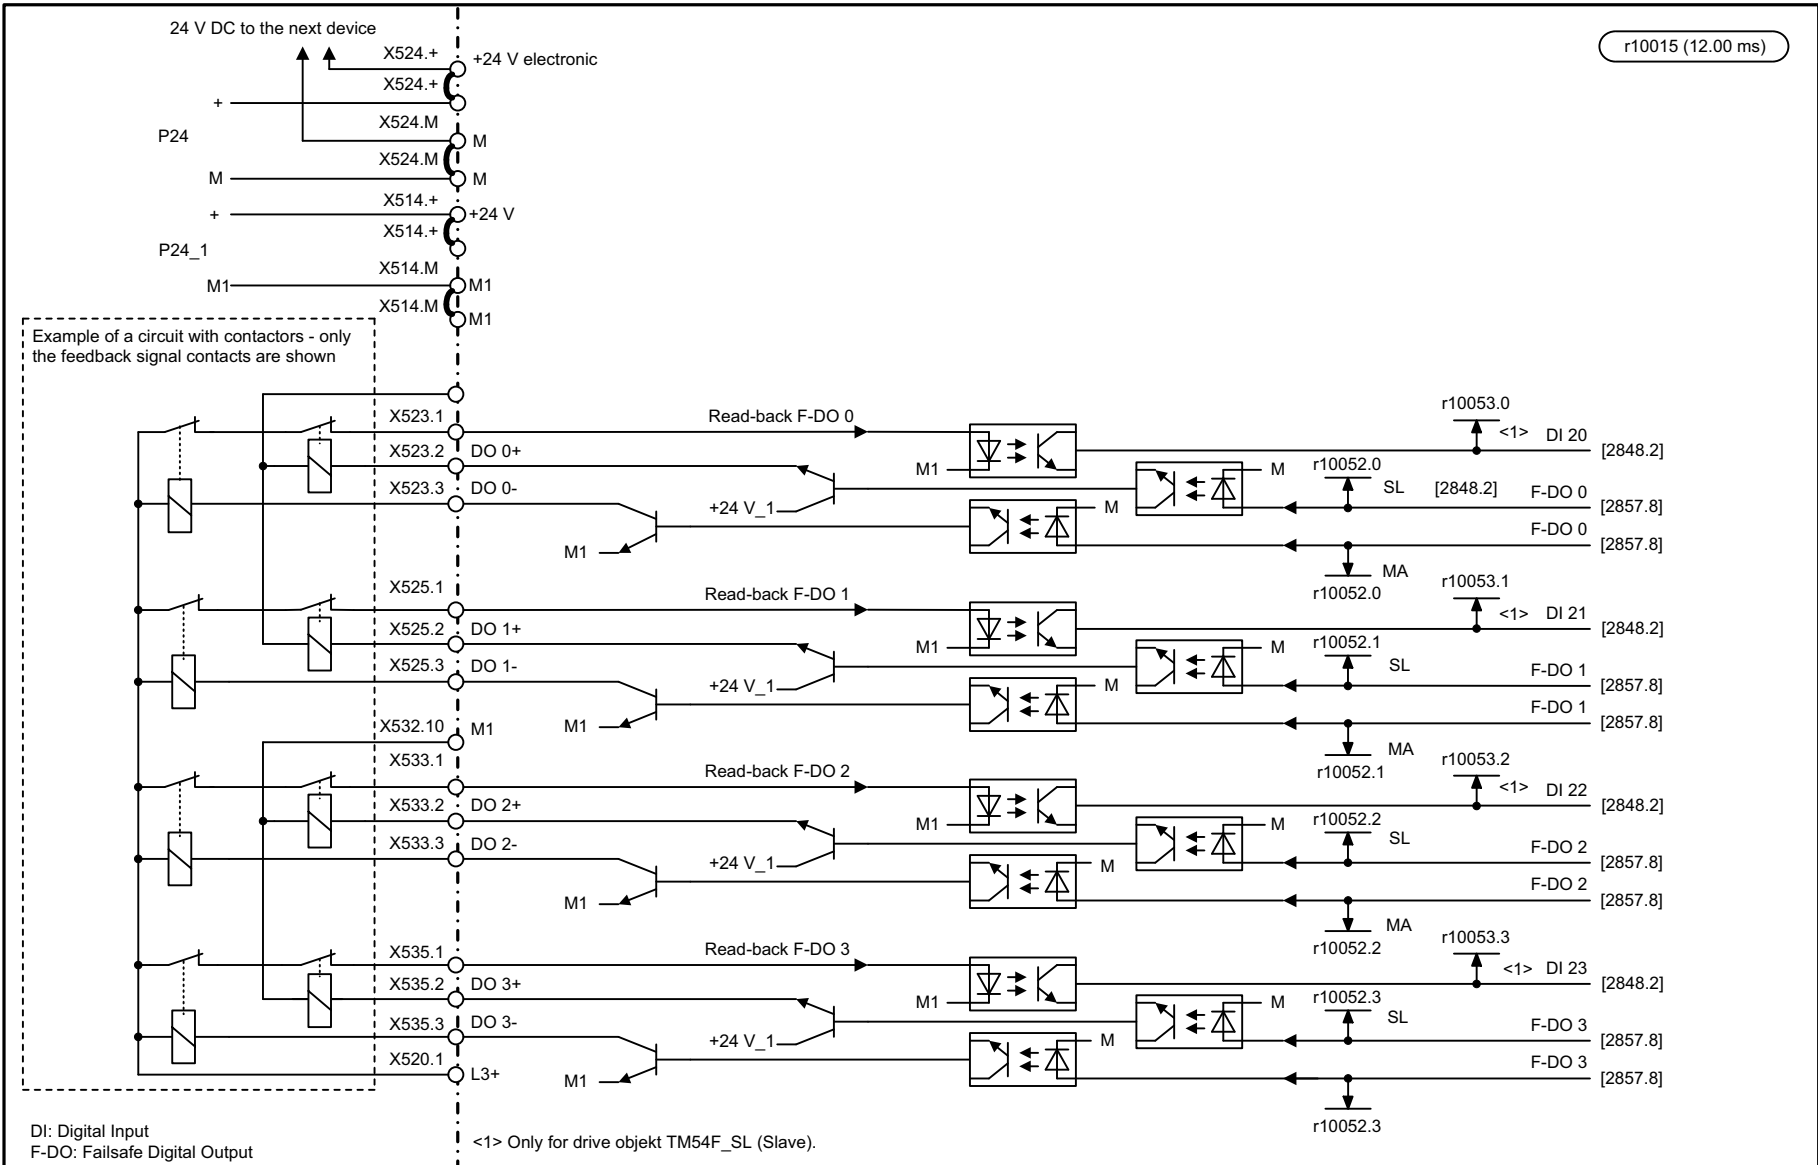 24 V DC to the next device
r10015 (12.00 ms)
X524.+
+24 V electronic
X524.+
+
X524.M
P24
M
X524.M
M
M
X514.+
+
+24 V
X514.+
P24_1
X514.M
M1
M1
X514.M
M1
Example of a circuit with contactors - only
the feedback signal contacts are shown
X523.1
Read-back F-DO 0
r10053.0
<1>
DI 20
[2848.2]
X523.2
DO 0+
M1
M
r10052.0
SL
[2848.2]
F-DO 0
[2857.8]
X523.3
DO 0-
+24 V_1
M
F-DO 0
[2857.8]
M1
MA
r10052.0
X525.1
Read-back F-DO 1
r10053.1
<1>
DI 21
[2848.2]
X525.2
DO 1+
M1
M
r10052.1
SL
F-DO 1
[2857.8]
X525.3
DO 1-
+24 V_1
M
F-DO 1
[2857.8]
M1
X532.10
M1
MA
r10052.1
X533.1
Read-back F-DO 2
r10053.2
<1>
DI 22
[2848.2]
X533.2
DO 2+
M1
M
r10052.2
SL
F-DO 2
[2857.8]
X533.3
DO 2-
+24 V_1
M
F-DO 2
[2857.8]
M1
MA
r10052.2
X535.1
Read-back F-DO 3
r10053.3
<1>
DI 23
[2848.2]
X535.2
DO 3+
M1
M
r10052.3
SL
F-DO 3
[2857.8]
X535.3
DO 3-
+24 V_1
M
F-DO 3
[2857.8]
X520.1
L3+
M1
r10052.3
DI: Digital Input
F-DO: Failsafe Digital Output
<1> Only for drive objekt TM54F_SL (Slave).